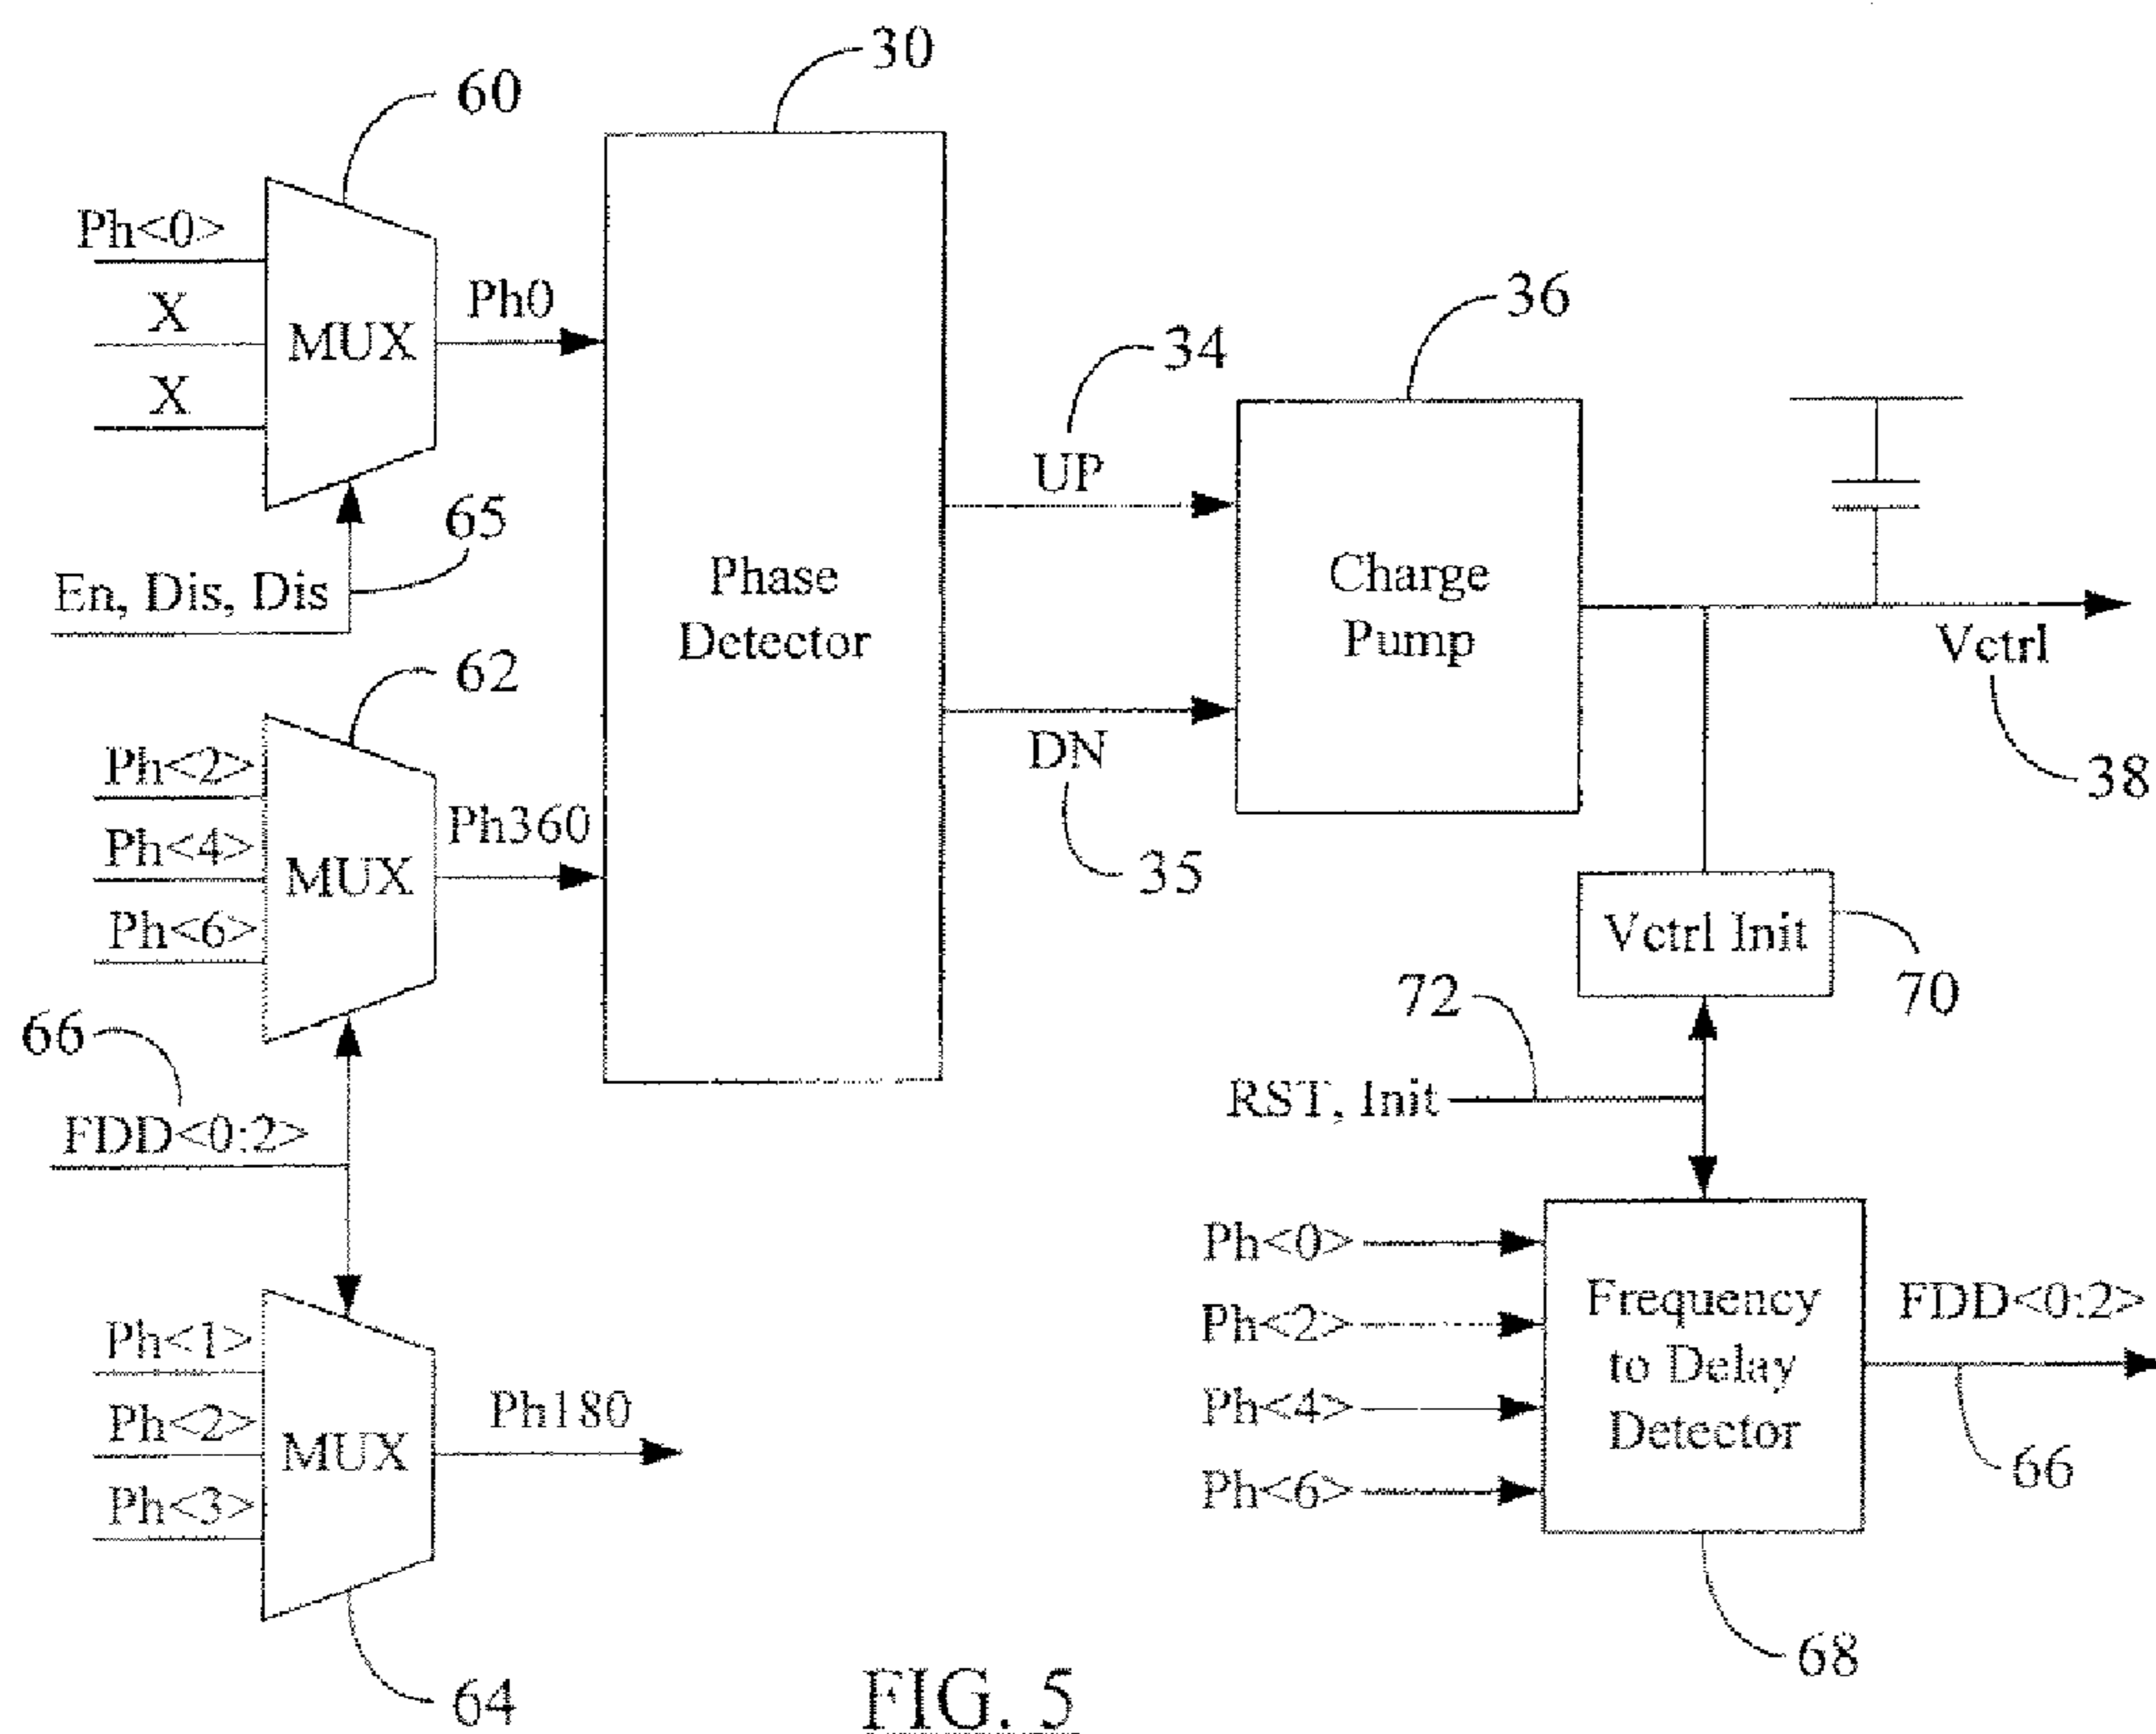 30
60
Ph<0>
X
X
MUX
Ph0
En, Dis, Dis
65
62
Ph<2>
Ph<4>
Ph<6>
MUX
Ph360
66
FDD<0:2>
Ph<1>
Ph<2>
Ph<3>
MUX
Ph180
64
Phase
Detector
34
UP
DN
35
36
Charge
Pump
Vctrl
38
Vctrl Init
70
72
RST, Init
Ph<0>
Ph<2>
Ph<4>
Ph<6>
Frequency
to Delay
Detector
FDD<0:2>
66
68
FIG. 5